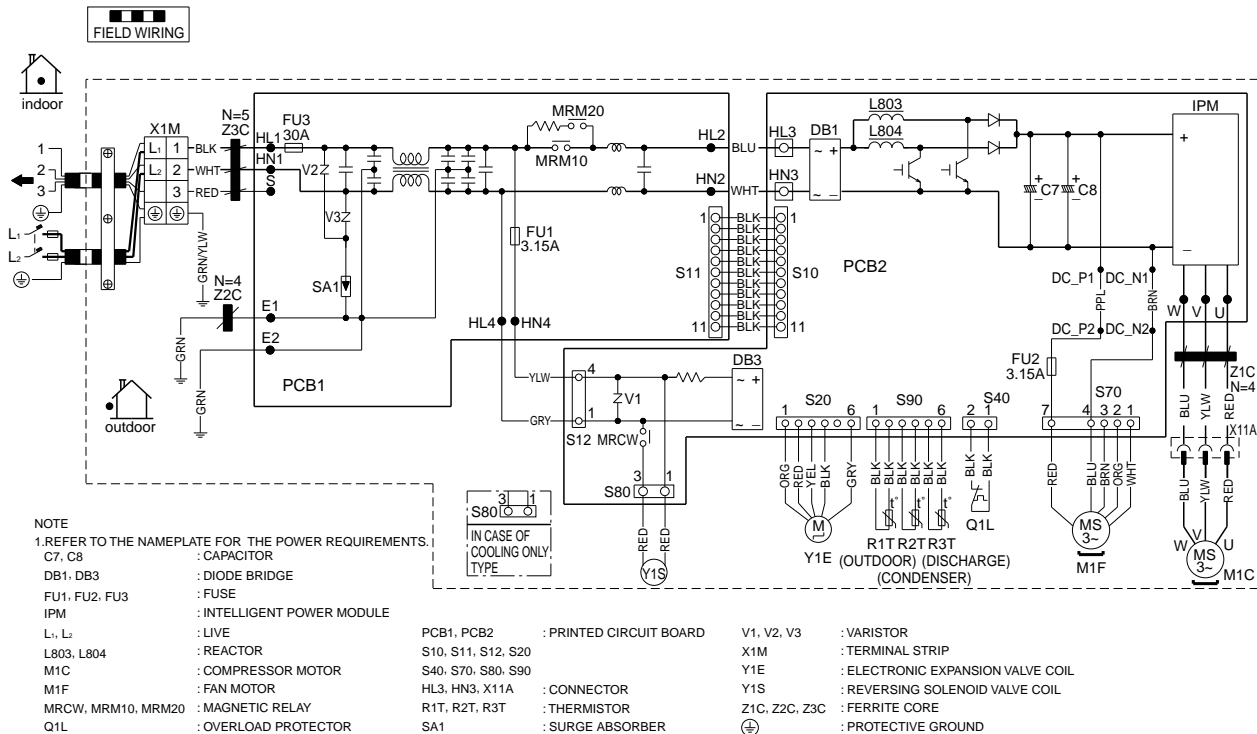 FIELD WIRING
indoor
outdoor
1
2
3
L₁
L₂
X1M
L₁ 1
L₂ 2
3
BLK
WHT
RED
GRN/YLW
N=5
Z3C
HL1
HN1
S
FU3
30A
V2
V3
SA1
N=4
Z2C
E1
E2
GRN
GRN
PCB1
MRM20
MRM10
FU1
3.15A
HL4
HN4
HL2
HN2
BLU
WHT
HL3
HN3
S11
S10
1
BLK
BLK
BLK
BLK
BLK
BLK
BLK
BLK
BLK
BLK
BLK
1
11
11
PCB2
DB1
~ +
~ −
L803
L804
+
C7
−
+
C8
−
IPM
+
−
DC_P1
DC_N1
PPL
BRN
DC_P2
DC_N2
W
V
U
Z1C
N=4
FU2
3.15A
YLW
GRY
4
1
S12
V1
MRCW
DB3
~ +
~ −
3
1
S80
RED
RED
Y1S
3 1
S80
IN CASE OF
COOLING ONLY
TYPE
S20
1 6
ORG
RED
YEL
BLK
GRY
M
Y1E
S90
1 6
BLK
BLK
BLK
BLK
BLK
BLK
t°
t°
t°
R1T R2T R3T
(OUTDOOR) (DISCHARGE)
(CONDENSER)
S40
2 1
BLK
BLK
Q1L
S70
7 4 3 2 1
RED
BLU
BRN
ORG
WHT
MS
3~
M1F
BLU
YLW
RED
X11A
BLU
YLW
RED
W
V
U
MS
3~
M1C
NOTE
1.REFER TO THE NAMEPLATE FOR THE POWER REQUIREMENTS.
C7, C8 : CAPACITOR
DB1, DB3 : DIODE BRIDGE
FU1, FU2, FU3 : FUSE
IPM : INTELLIGENT POWER MODULE
L₁, L₂ : LIVE
L803, L804 : REACTOR
M1C : COMPRESSOR MOTOR
M1F : FAN MOTOR
MRCW, MRM10, MRM20 : MAGNETIC RELAY
Q1L : OVERLOAD PROTECTOR
PCB1, PCB2 : PRINTED CIRCUIT BOARD
S10, S11, S12, S20
S40, S70, S80, S90
HL3, HN3, X11A : CONNECTOR
R1T, R2T, R3T : THERMISTOR
SA1 : SURGE ABSORBER
V1, V2, V3 : VARISTOR
X1M : TERMINAL STRIP
Y1E : ELECTRONIC EXPANSION VALVE COIL
Y1S : REVERSING SOLENOID VALVE COIL
Z1C, Z2C, Z3C : FERRITE CORE
: PROTECTIVE GROUND